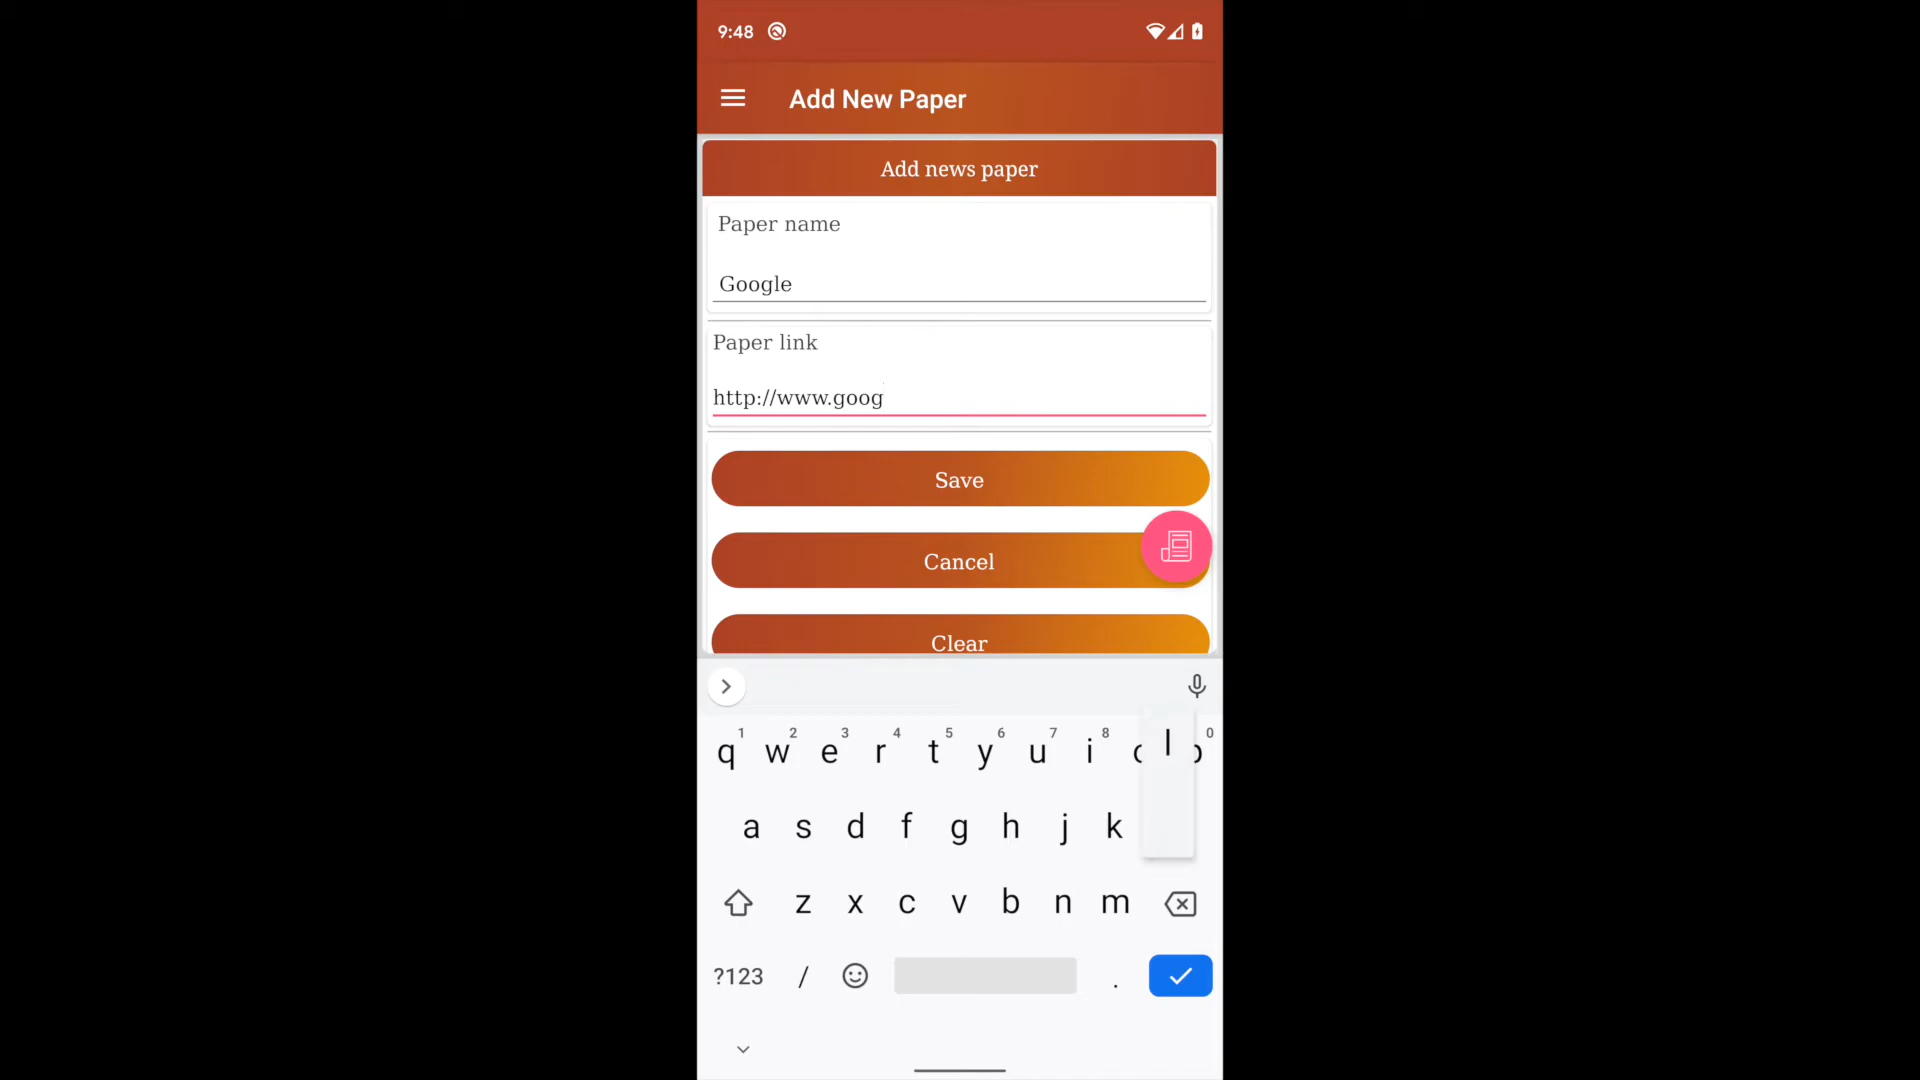 9:48
Add New Paper
Add news paper
Paper name
Google
Paper link
http://www.goog
Save
Cancel
Clear
1 2 3 4 5 6 7 8 0
q w e r t y u i l
a s d f g h j k
z x c v b n m
?123 / .